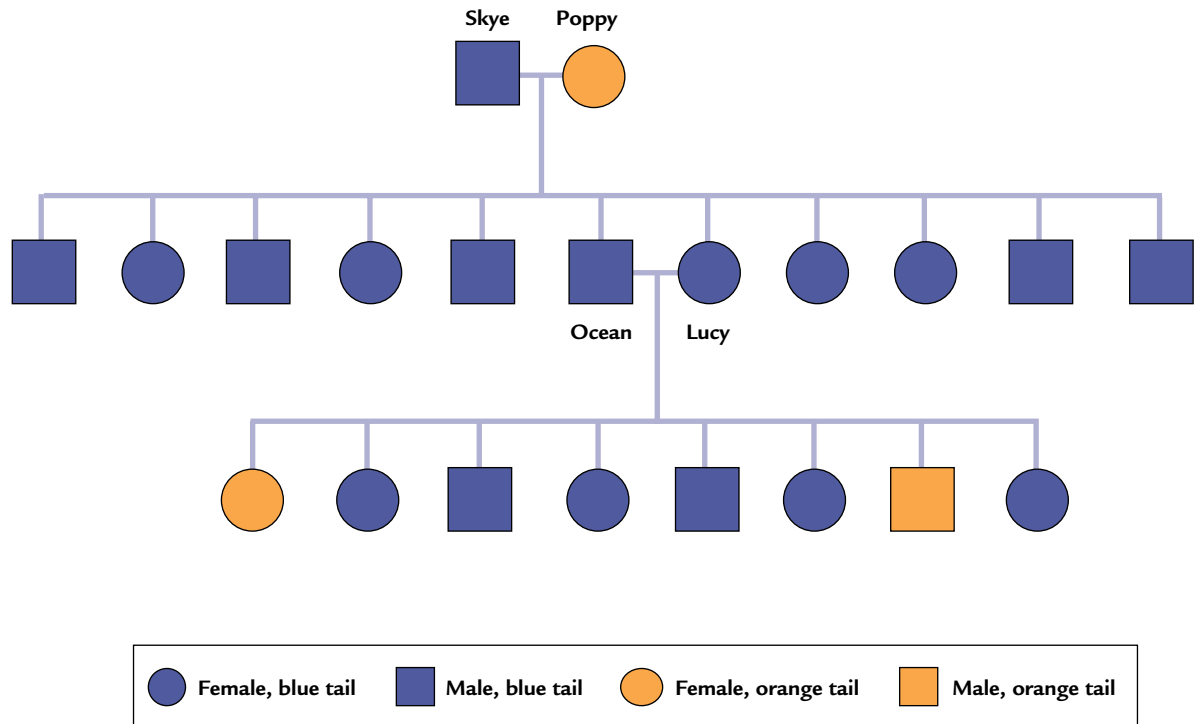 Skye Poppy
Ocean Lucy
Female, blue tail Male, blue tail Female, orange tail Male, orange tail